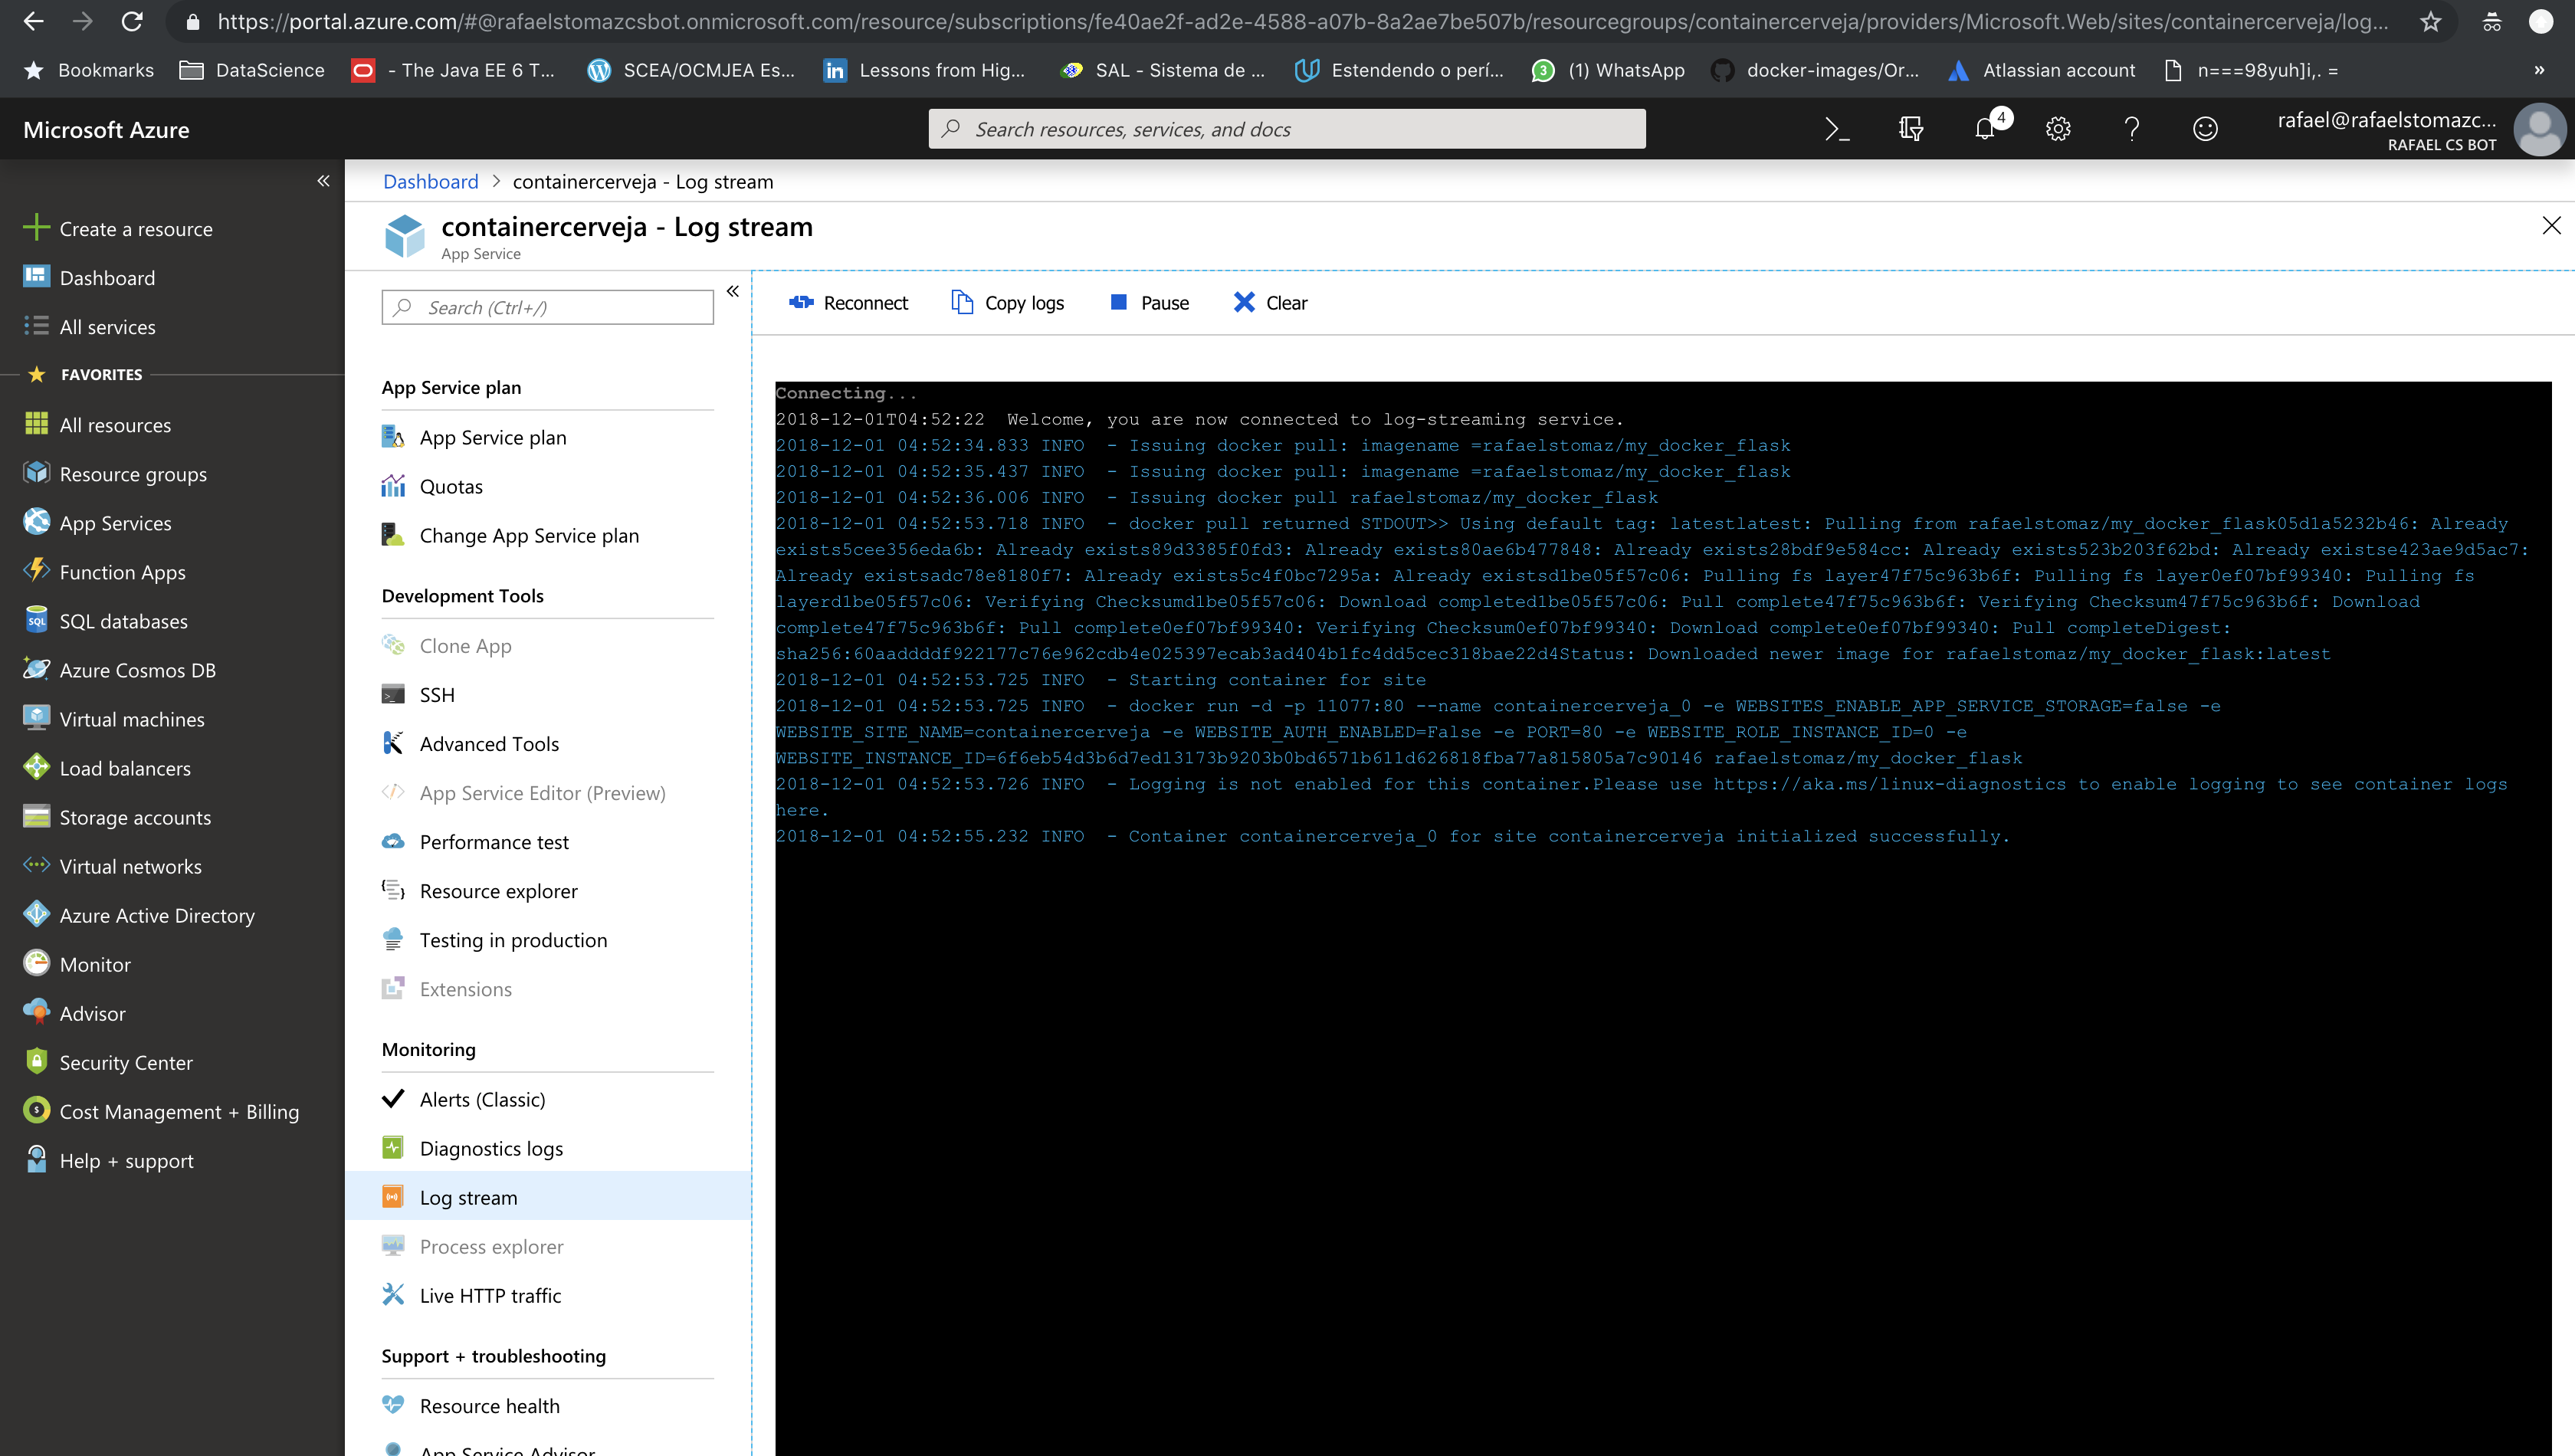 https://portal.azure.com/#@rafaelstomazcsbot.onmicrosoft.com/resource/subscriptions/fe40ae2f-ad2e-4588-a07b-8a2ae7be507b/resourcegroups/containercerveja/providers/Microsoft.Web/sites/containercerveja/log...
Bookmarks DataScience - The Java EE 6 T... SCEA/OCMJEA Es... Lessons from Hig... SAL - Sistema de ... Estendendo o perí... (1) WhatsApp docker-images/Or... Atlassian account n===98yuh]i,. = »
Microsoft Azure
Search resources, services, and docs
4
rafael@rafaelstomazc...
RAFAEL CS BOT
Create a resource
Dashboard
All services
FAVORITES
All resources
Resource groups
App Services
Function Apps
SQL databases
Azure Cosmos DB
Virtual machines
Load balancers
Storage accounts
Virtual networks
Azure Active Directory
Monitor
Advisor
Security Center
Cost Management + Billing
Help + support
Dashboard > containercerveja - Log stream
containercerveja - Log stream
App Service
Search (Ctrl+/)
App Service plan
App Service plan
Quotas
Change App Service plan
Development Tools
Clone App
SSH
Advanced Tools
App Service Editor (Preview)
Performance test
Resource explorer
Testing in production
Extensions
Monitoring
Alerts (Classic)
Diagnostics logs
Log stream
Process explorer
Live HTTP traffic
Support + troubleshooting
Resource health
App Service Advisor
Reconnect Copy logs Pause Clear
Connecting...
2018-12-01T04:52:22  Welcome, you are now connected to log-streaming service.
2018-12-01 04:52:34.833 INFO  - Issuing docker pull: imagename =rafaelstomaz/my_docker_flask
2018-12-01 04:52:35.437 INFO  - Issuing docker pull: imagename =rafaelstomaz/my_docker_flask
2018-12-01 04:52:36.006 INFO  - Issuing docker pull rafaelstomaz/my_docker_flask
2018-12-01 04:52:53.718 INFO  - docker pull returned STDOUT>> Using default tag: latestlatest: Pulling from rafaelstomaz/my_docker_flask05d1a5232b46: Already
exists5cee356eda6b: Already exists89d3385f0fd3: Already exists80ae6b477848: Already exists28bdf9e584cc: Already exists523b203f62bd: Already existse423ae9d5ac7:
Already existsadc78e8180f7: Already exists5c4f0bc7295a: Already existsd1be05f57c06: Pulling fs layer47f75c963b6f: Pulling fs layer0ef07bf99340: Pulling fs
layerd1be05f57c06: Verifying Checksumd1be05f57c06: Download completed1be05f57c06: Pull complete47f75c963b6f: Verifying Checksum47f75c963b6f: Download
complete47f75c963b6f: Pull complete0ef07bf99340: Verifying Checksum0ef07bf99340: Download complete0ef07bf99340: Pull completeDigest:
sha256:60aaddddf922177c76e962cdb4e025397ecab3ad404b1fc4dd5cec318bae22d4Status: Downloaded newer image for rafaelstomaz/my_docker_flask:latest
2018-12-01 04:52:53.725 INFO  - Starting container for site
2018-12-01 04:52:53.725 INFO  - docker run -d -p 11077:80 --name containercerveja_0 -e WEBSITES_ENABLE_APP_SERVICE_STORAGE=false -e
WEBSITE_SITE_NAME=containercerveja -e WEBSITE_AUTH_ENABLED=False -e PORT=80 -e WEBSITE_ROLE_INSTANCE_ID=0 -e
WEBSITE_INSTANCE_ID=6f6eb54d3b6d7ed13173b9203b0bd6571b611d626818fba77a815805a7c90146 rafaelstomaz/my_docker_flask
2018-12-01 04:52:53.726 INFO  - Logging is not enabled for this container.Please use https://aka.ms/linux-diagnostics to enable logging to see container logs
here.
2018-12-01 04:52:55.232 INFO  - Container containercerveja_0 for site containercerveja initialized successfully.